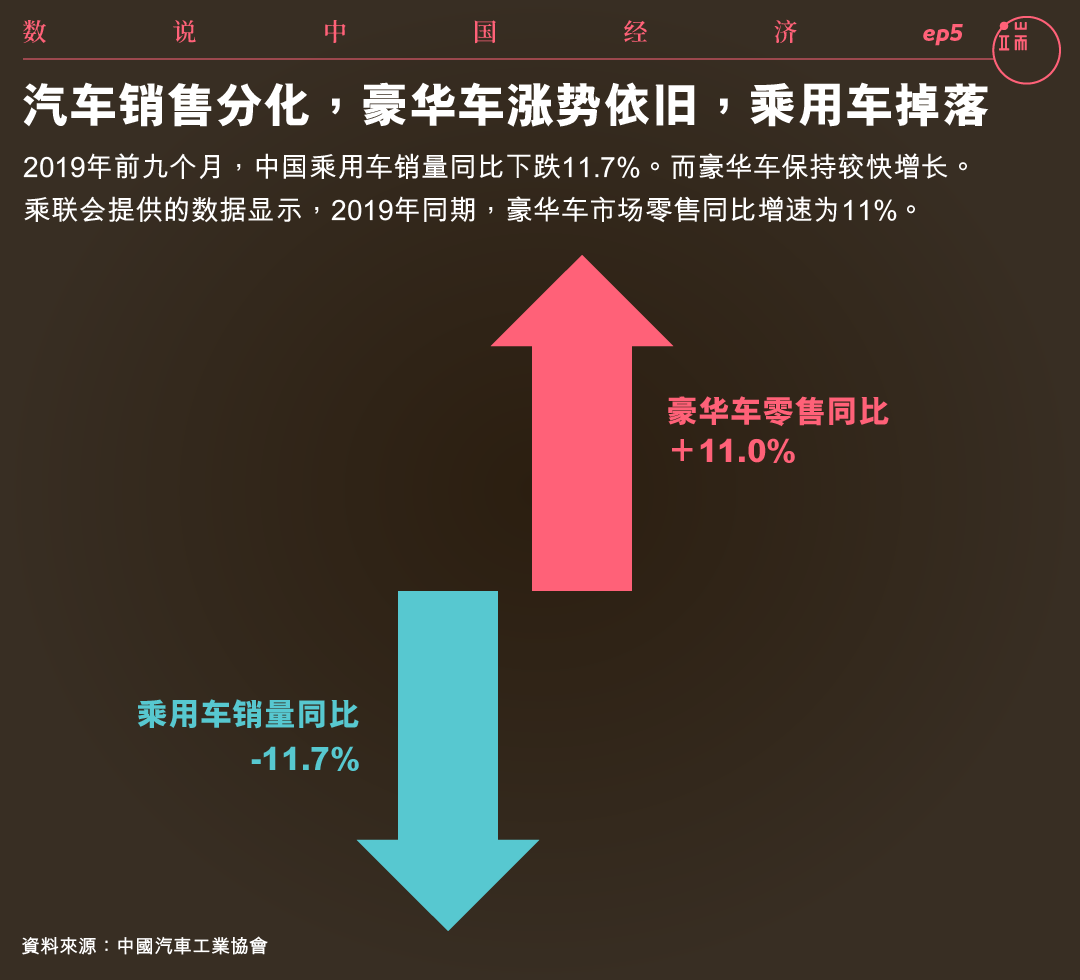 数说中国经济 ep5
汽车销售分化，豪华车涨势依旧，乘用车掉落
2019年前九个月，中国乘用车销量同比下跌11.7%。而豪华车保持较快增长。
乘联会提供的数据显示，2019年同期，豪华车市场零售同比增速为11%。
豪华车零售同比
＋11.0%
乘用车销量同比
-11.7%
資料來源：中國汽車工業協會